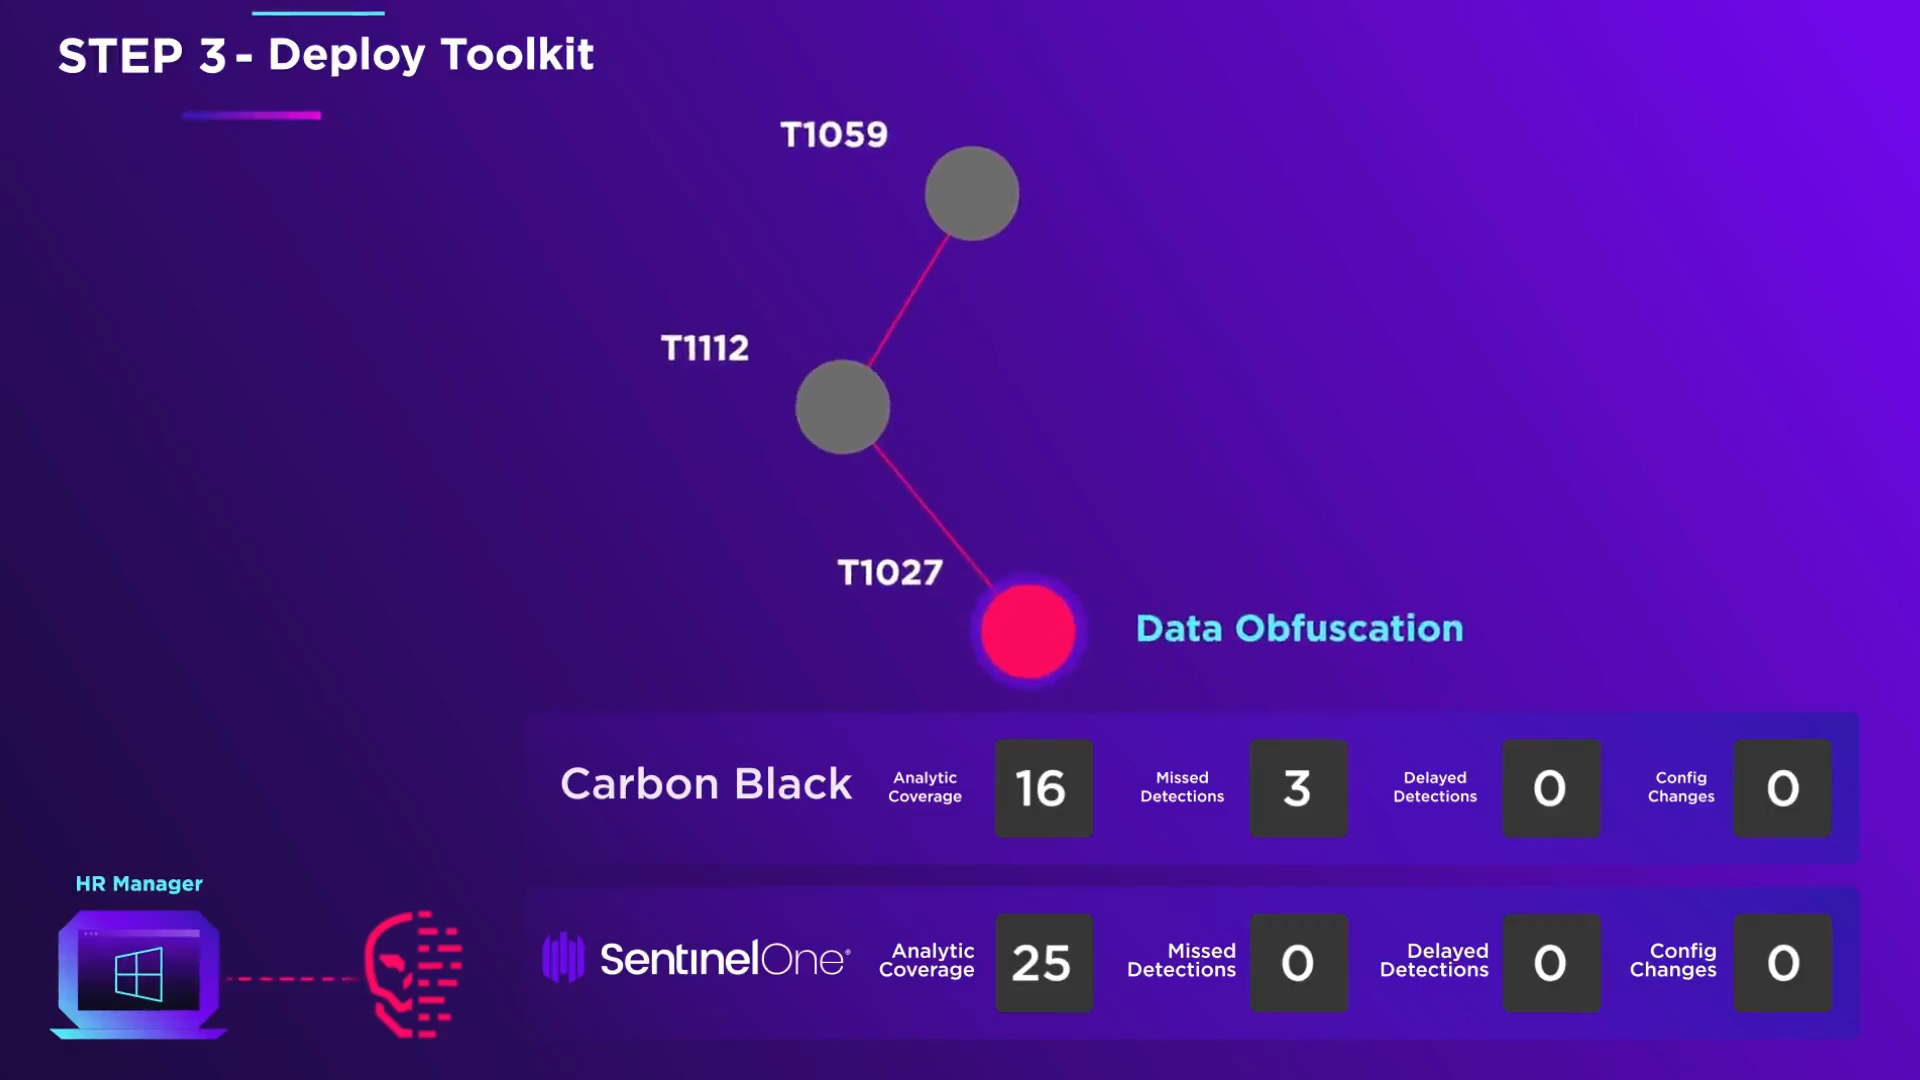 STEP 3 - Deploy Toolkit
T1059
T1112
T1027
Data Obfuscation
Carbon Black
Analytic
Coverage
16
Missed
Detections
3
Delayed
Detections
0
Config
Changes
0
HR Manager
SentinelOne®
Analytic
Coverage
25
Missed
Detections
0
Delayed
Detections
0
Config
Changes
0